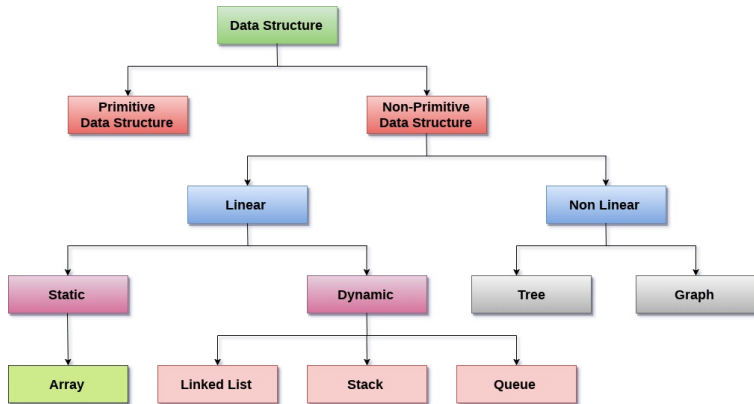 Data Structure
Primitive
Data Structure
Non-Primitive
Data Structure
Linear
Non Linear
Static
Dynamic
Tree
Graph
Array
Linked List
Stack
Queue